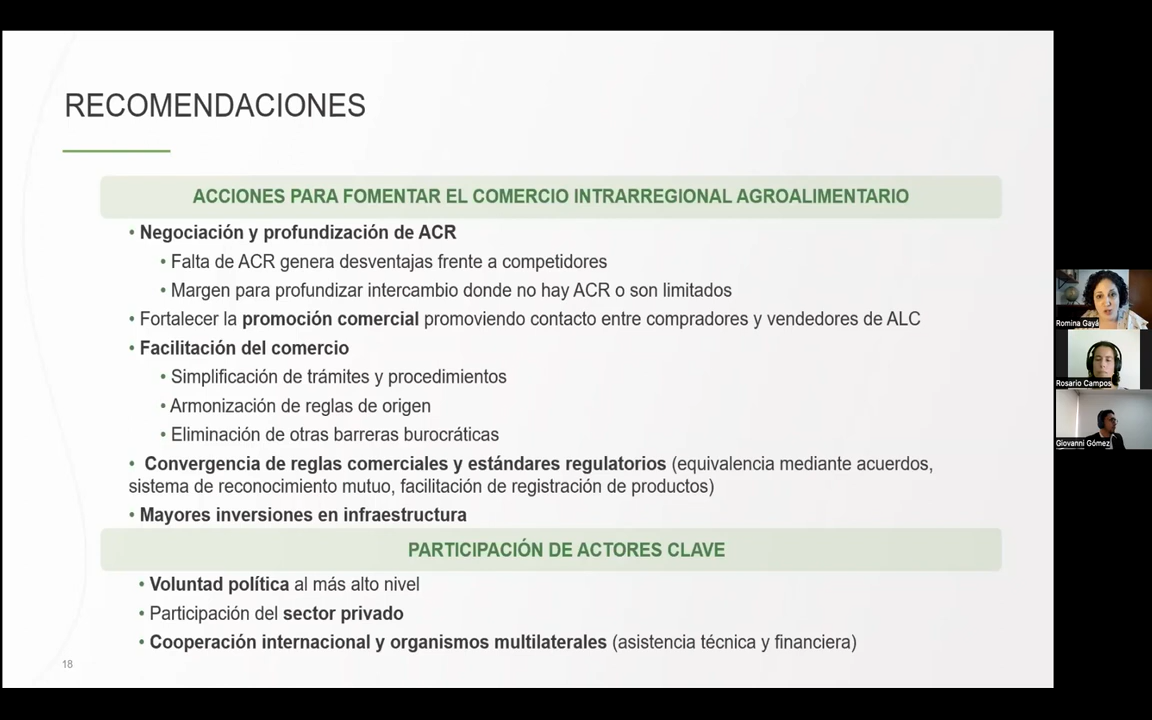 RECOMENDACIONES
ACCIONES PARA FOMENTAR EL COMERCIO INTRARREGIONAL AGROALIMENTARIO
• Negociación y profundización de ACR
• Falta de ACR genera desventajas frente a competidores
• Margen para profundizar intercambio donde no hay ACR o son limitados
• Fortalecer la promoción comercial promoviendo contacto entre compradores y vendedores de ALC
• Facilitación del comercio
• Simplificación de trámites y procedimientos
• Armonización de reglas de origen
• Eliminación de otras barreras burocráticas
• Convergencia de reglas comerciales y estándares regulatorios (equivalencia mediante acuerdos,
sistema de reconocimiento mutuo, facilitación de registración de productos)
• Mayores inversiones en infraestructura
PARTICIPACIÓN DE ACTORES CLAVE
• Voluntad política al más alto nivel
• Participación del sector privado
• Cooperación internacional y organismos multilaterales (asistencia técnica y financiera)
18
Romina Gayá
Rosario Campos
Giovanni Gómez